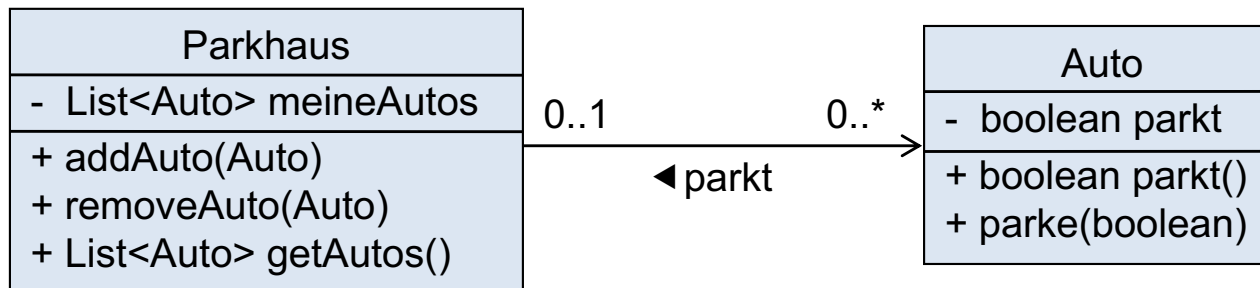 Parkhaus
- List<Auto> meineAutos
+ addAuto(Auto)
+ removeAuto(Auto)
+ List<Auto> getAutos()
0..1
0..*
◄ parkt
Auto
- boolean parkt
+ boolean parkt()
+ parke(boolean)